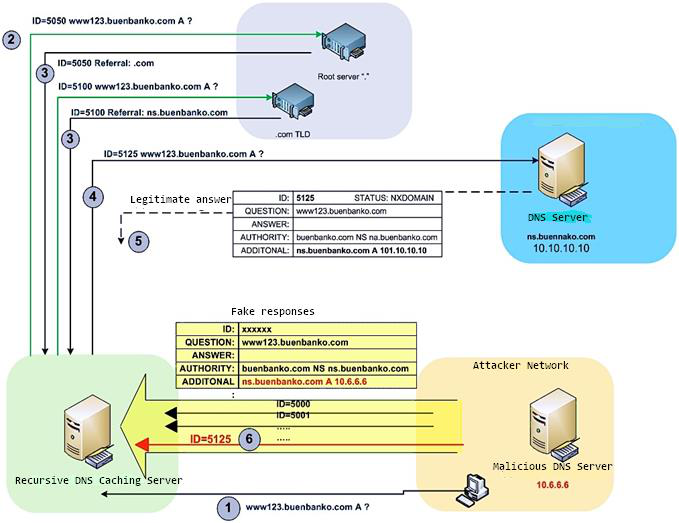 ID=5050 www123.buenbanko.com A ?
2
3
ID=5050 Referral: .com
Root server "."
ID=5100 www123.buenbanko.com A ?
ID=5100 Referral: ns.buenbanko.com
3
.com TLD
ID=5125 www123.buenbanko.com A ?
4
Legitimate answer
ID: 5125 STATUS: NXDOMAIN
QUESTION: www123.buenbanko.com
ANSWER:
AUTHORITY: buenbanko.com NS na.buenbanko.com
ADDITONAL: ns.buenbanko.com A 101.10.10.10
5
DNS Server
ns.buennako.com
10.10.10.10
Fake responses
ID: xxxxxx
QUESTION: www123.buenbanko.com
ANSWER:
AUTHORITY: buenbanko.com NS ns.buenbanko.com
ADDITONAL ns.buenbanko.com A 10.6.6.6
:
Attacker Network
ID=5000
ID=5001
.....
.....
ID=5125
6
Recursive DNS Caching Server
Malicious DNS Server
10.6.6.6
1
www123.buenbanko.com A ?